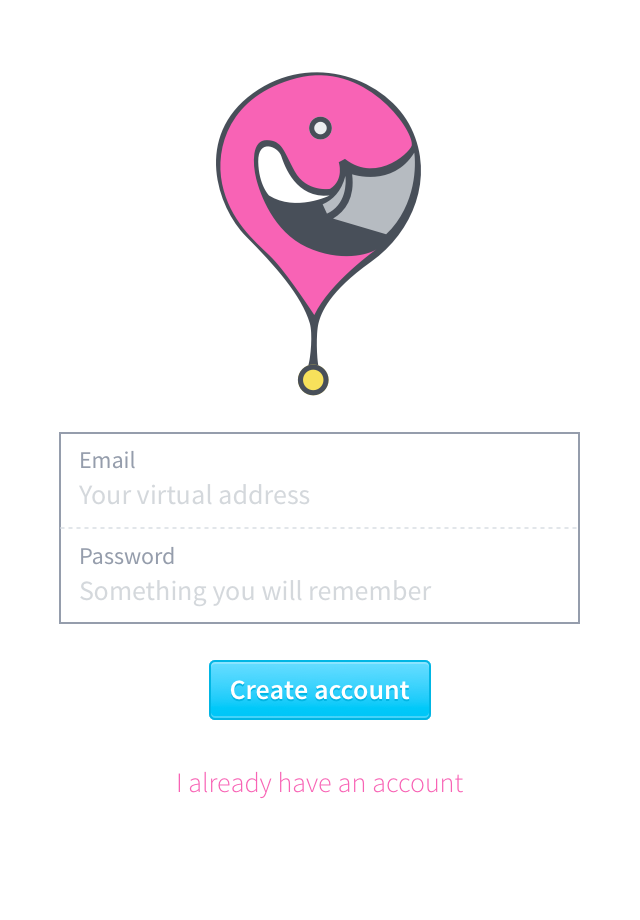 Email
Your virtual address
Password
Something you will remember
Create account
I already have an account